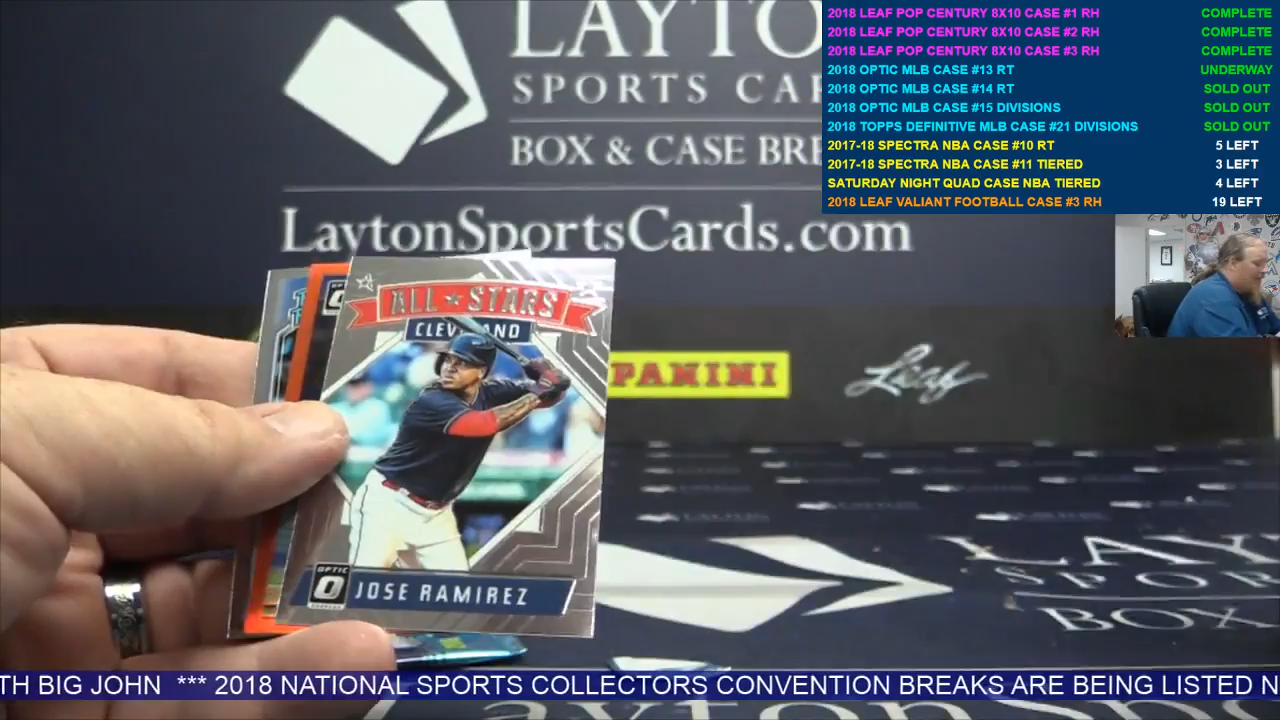 2018 LEAF POP CENTURY 8X10 CASE #1 RH COMPLETE
2018 LEAF POP CENTURY 8X10 CASE #2 RH COMPLETE
2018 LEAF POP CENTURY 8X10 CASE #3 RH COMPLETE
2018 OPTIC MLB CASE #13 RT UNDERWAY
2018 OPTIC MLB CASE #14 RT SOLD OUT
2018 OPTIC MLB CASE #15 DIVISIONS SOLD OUT
2018 TOPPS DEFINITIVE MLB CASE #21 DIVISIONS SOLD OUT
2017-18 SPECTRA NBA CASE #10 RT 5 LEFT
2017-18 SPECTRA NBA CASE #11 TIERED 3 LEFT
SATURDAY NIGHT QUAD CASE NBA TIERED 4 LEFT
2018 LEAF VALIANT FOOTBALL CASE #3 RH 19 LEFT
LAYTO
SPORTS CAR
BOX & CASE BRE
LaytonSportsCards.com
ALL ★ STARS
CLEVELAND
PANINI
Leaf
OPTIC
JOSE RAMIREZ
LAY
SPOR
BOX
TH BIG JOHN *** 2018 NATIONAL SPORTS COLLECTORS CONVENTION BREAKS ARE BEING LISTED N